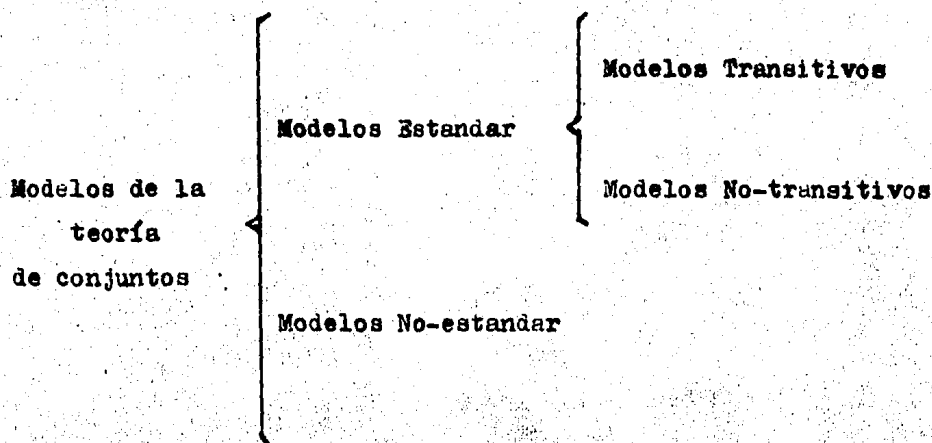 Modelos de la
teoría
de conjuntos
Modelos Estandar
Modelos Transitivos
Modelos No-transitivos
Modelos No-estandar